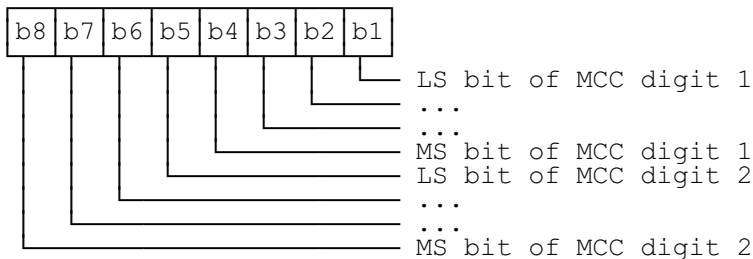 b8 b7 b6 b5 b4 b3 b2 b1
LS bit of MCC digit 1
...
...
MS bit of MCC digit 1
LS bit of MCC digit 2
...
...
MS bit of MCC digit 2